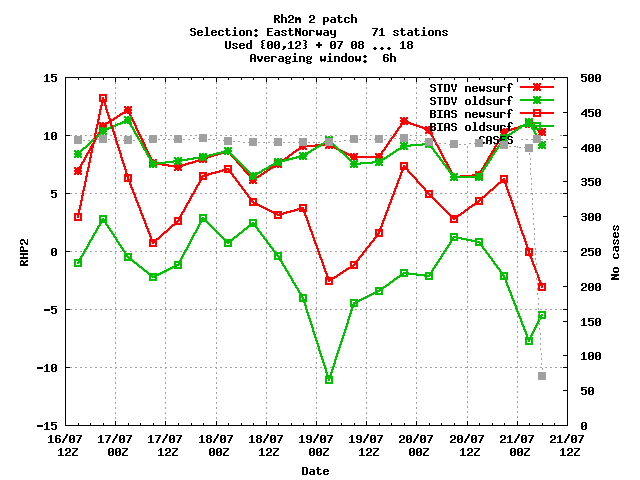 Rh2m 2 patch
Selection: EastNorway     71 stations
Used {00,12} + 07 08 ... 18
Averaging window:  6h
15
10
5
0
-5
-10
-15
RHP2
STDV newsurf
STDV oldsurf
BIAS newsurf
BIAS oldsurf
CASES
500
450
400
350
300
250
200
150
100
50
0
No cases
16/07 17/07 17/07 18/07 18/07 19/07 19/07 20/07 20/07 21/07 21/07
12Z 00Z 12Z 00Z 12Z 00Z 12Z 00Z 12Z 00Z 12Z
Date